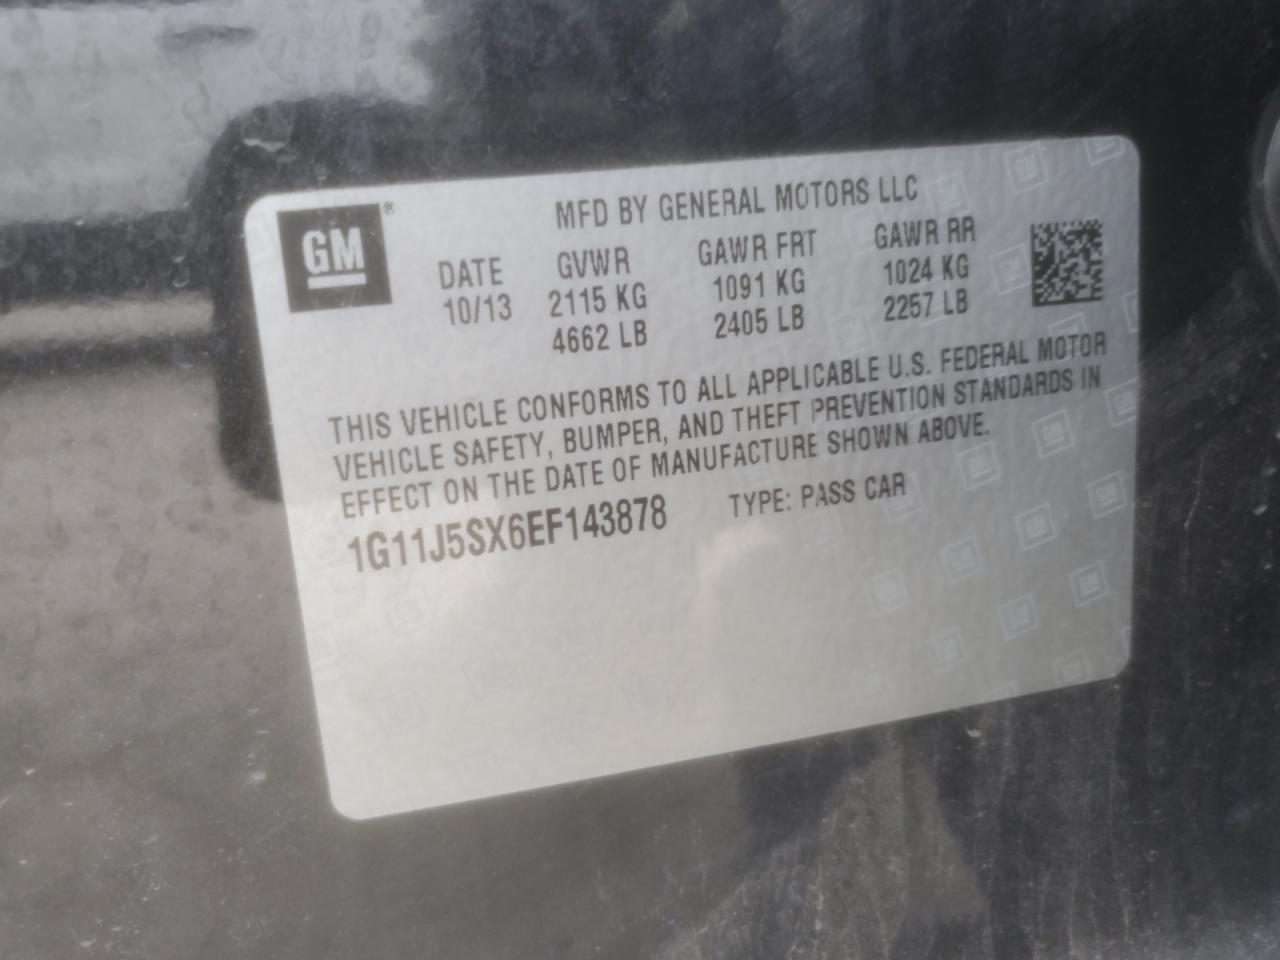 GM®
MFD BY GENERAL MOTORS LLC
DATE GVWR GAWR FRT GAWR RR
10/13 2115 KG 1091 KG 1024 KG
4662 LB 2405 LB 2257 LB
THIS VEHICLE CONFORMS TO ALL APPLICABLE U.S. FEDERAL MOTOR
VEHICLE SAFETY, BUMPER, AND THEFT PREVENTION STANDARDS IN
EFFECT ON THE DATE OF MANUFACTURE SHOWN ABOVE.
1G11J5SX6EF143878 TYPE: PASS CAR